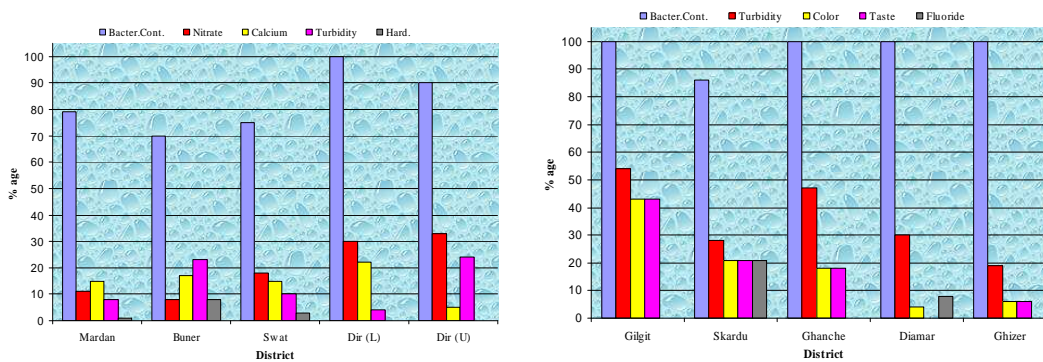 Bacter.Cont. Nitrate Calcium Turbidity Hard.
100
90
80
70
60
50
40
30
20
10
0
% age
Mardan Buner Swat Dir (L) Dir (U)
District
Bacter.Cont. Turbidity Color Taste Fluoride
100
90
80
70
60
50
40
30
20
10
0
% age
Gilgit Skardu Ghanche Diamar Ghizer
District